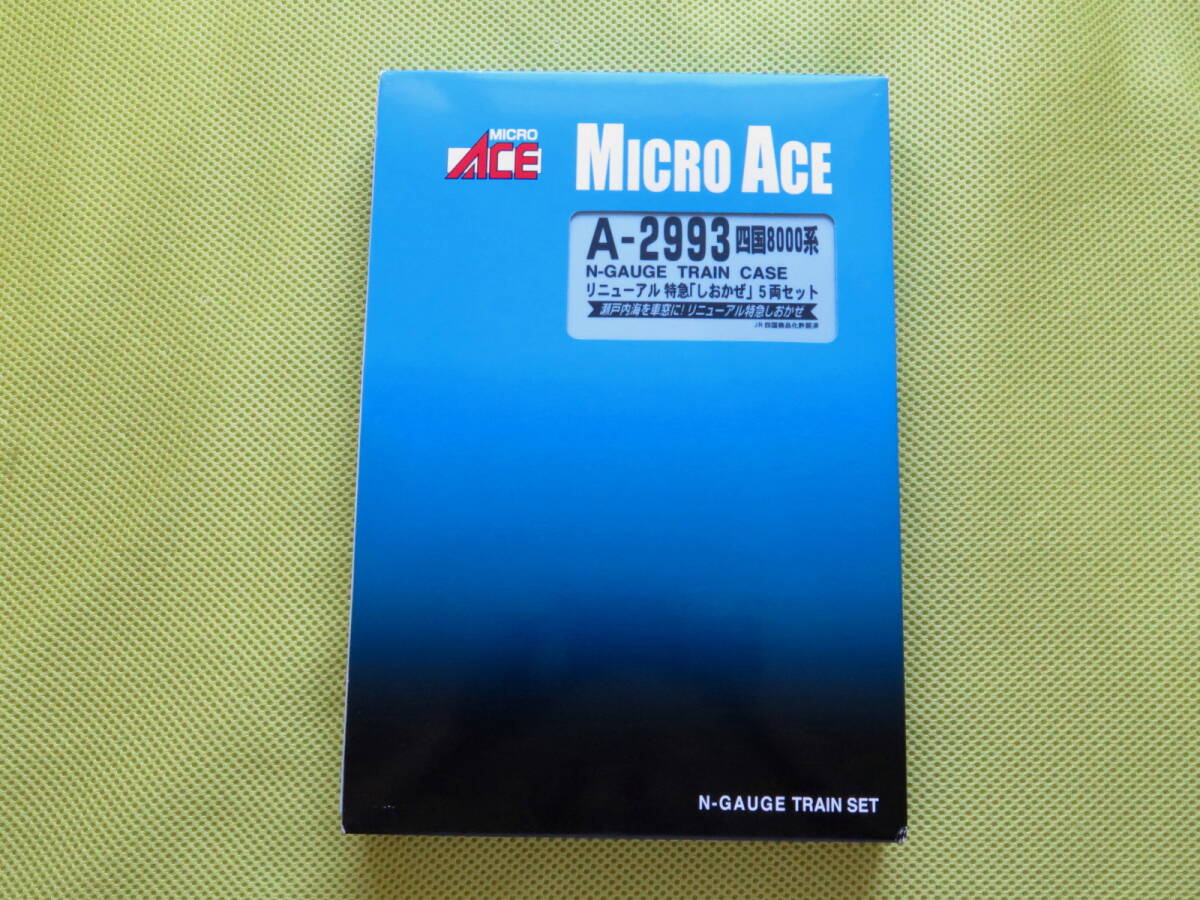 MICRO
ACE
MICRO ACE
A-2993 四国8000系
N-GAUGE TRAIN CASE
リニューアル 特急「しおかぜ」5両セット
瀬戸内海を車窓に!リニューアル特急しおかぜ
JR四国商品化許諾済
N-GAUGE TRAIN SET